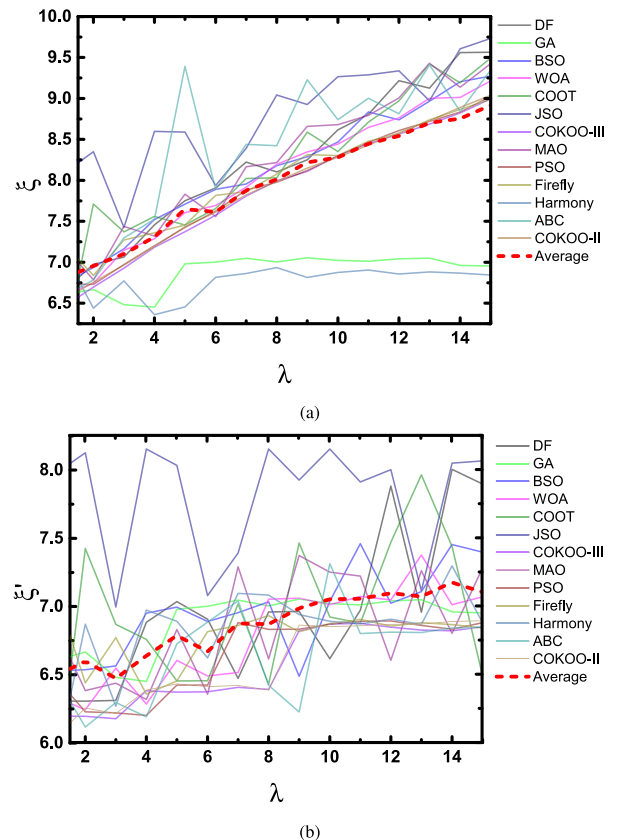 10.0
9.5
9.0
8.5
8.0
7.5
7.0
6.5
ξ
2 4 6 8 10 12 14
λ
DF
GA
BSO
WOA
COOT
JSO
COKOO-III
MAO
PSO
Firefly
Harmony
ABC
COKOO-II
Average
(a)
8.0
7.5
7.0
6.5
6.0
ξ'
2 4 6 8 10 12 14
λ
DF
GA
BSO
WOA
COOT
JSO
COKOO-III
MAO
PSO
Firefly
Harmony
ABC
COKOO-II
Average
(b)